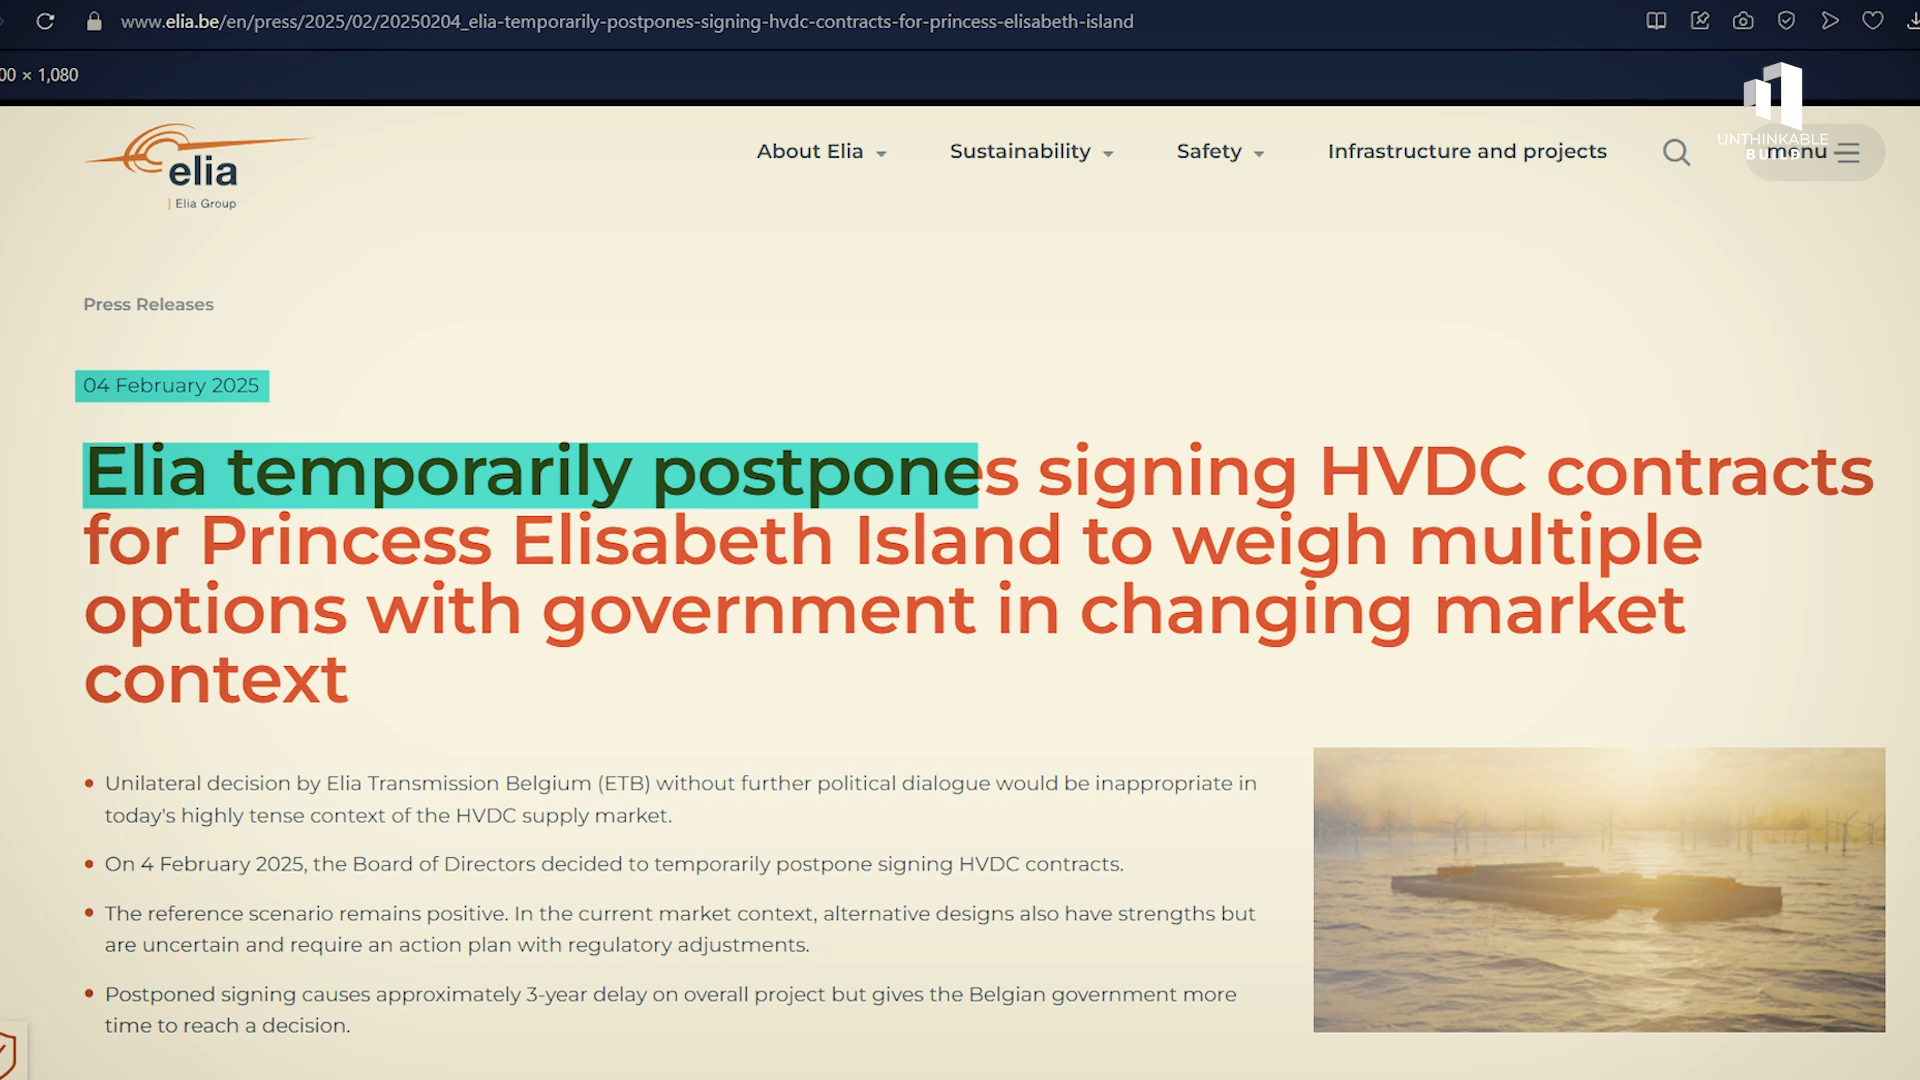 www.elia.be/en/press/2025/02/20250204_elia-temporarily-postpones-signing-hvdc-contracts-for-princess-elisabeth-island
00 × 1,080
UNTHINKABLE
BUILD
elia
| Elia Group
About Elia
Sustainability
Safety
Infrastructure and projects
menu
Press Releases
04 February 2025
Elia temporarily postpones signing HVDC contracts
for Princess Elisabeth Island to weigh multiple
options with government in changing market
context
• Unilateral decision by Elia Transmission Belgium (ETB) without further political dialogue would be inappropriate in
today's highly tense context of the HVDC supply market.
• On 4 February 2025, the Board of Directors decided to temporarily postpone signing HVDC contracts.
• The reference scenario remains positive. In the current market context, alternative designs also have strengths but
are uncertain and require an action plan with regulatory adjustments.
• Postponed signing causes approximately 3-year delay on overall project but gives the Belgian government more
time to reach a decision.